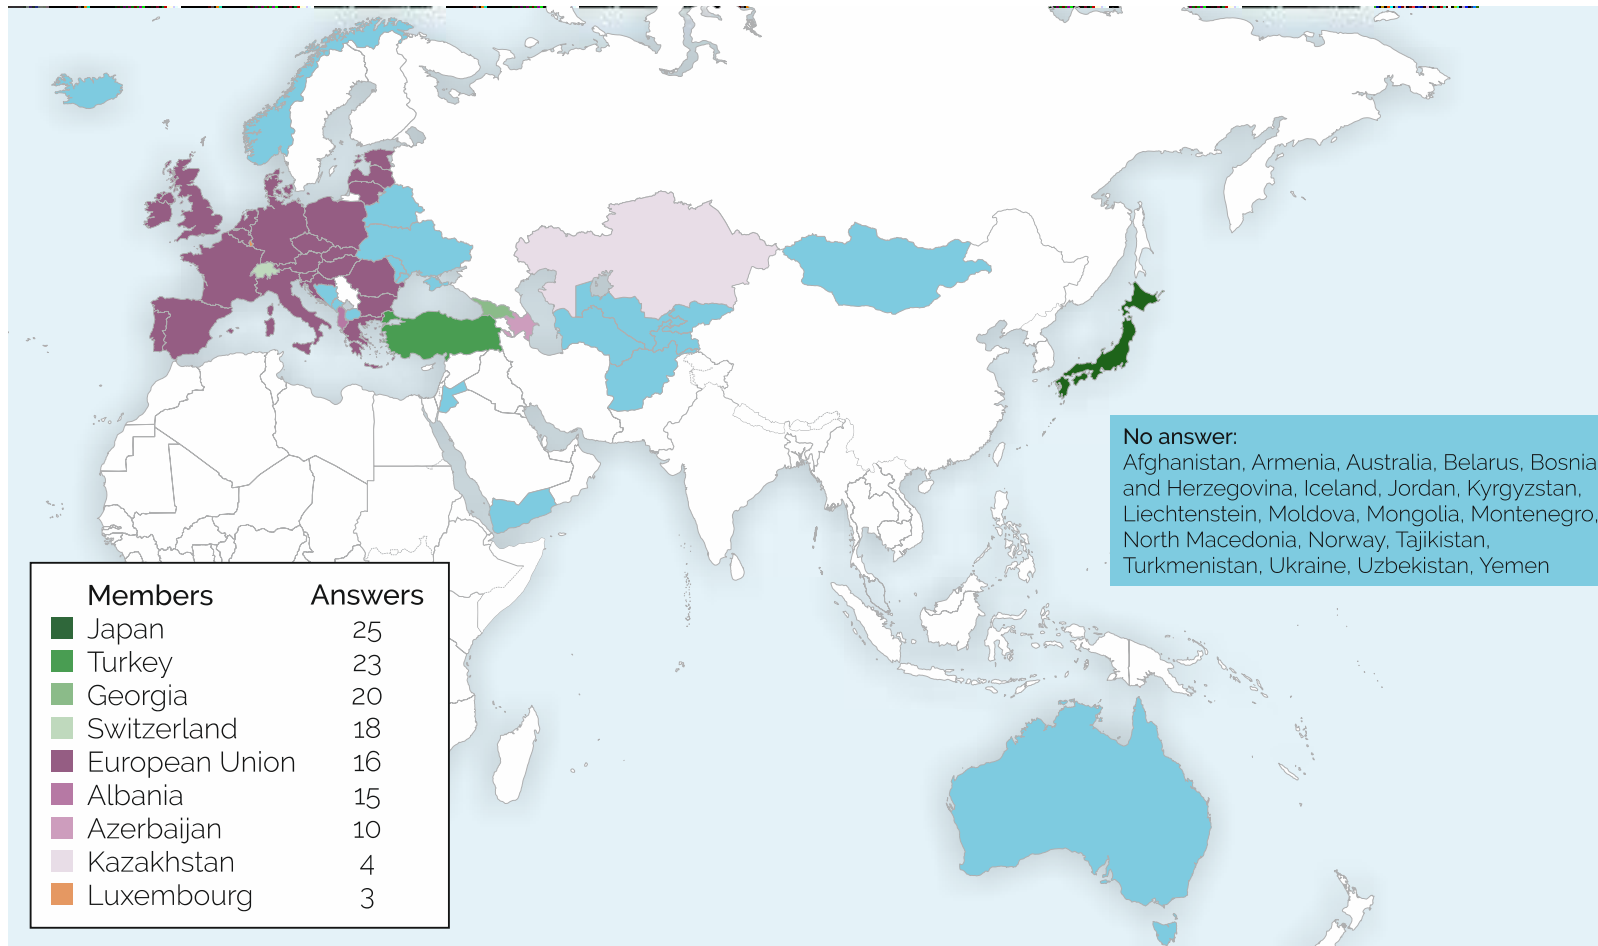 No answer:
Afghanistan, Armenia, Australia, Belarus, Bosnia
and Herzegovina, Iceland, Jordan, Kyrgyzstan,
Liechtenstein, Moldova, Mongolia, Montenegro,
North Macedonia, Norway, Tajikistan,
Turkmenistan, Ukraine, Uzbekistan, Yemen
Members Answers
Japan 25
Turkey 23
Georgia 20
Switzerland 18
European Union 16
Albania 15
Azerbaijan 10
Kazakhstan 4
Luxembourg 3